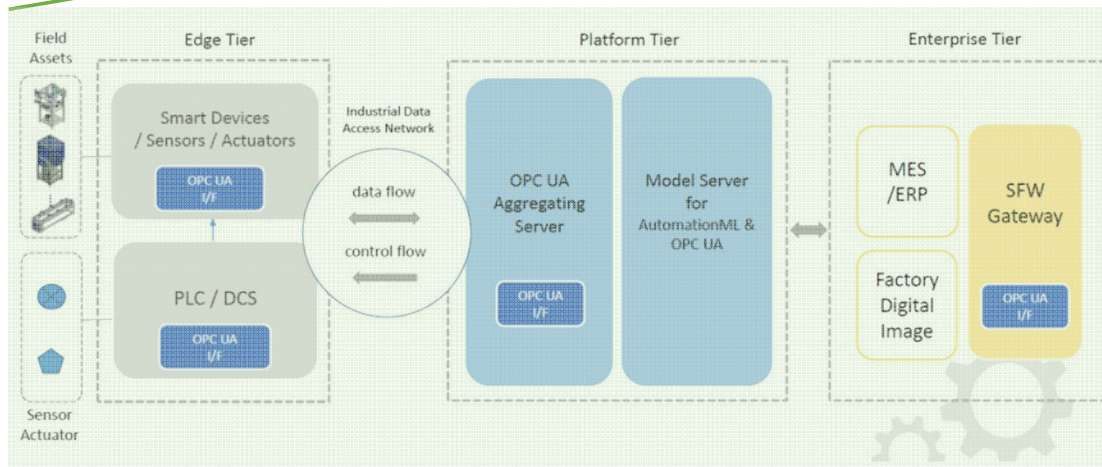 Field
Assets
Edge Tier
Platform Tier
Enterprise Tier
Smart Devices
/ Sensors / Actuators
OPC UA
I/F
PLC / DCS
OPC UA
I/F
Sensor
Actuator
Industrial Data
Access Network
data flow
control flow
OPC UA
Aggregating
Server
OPC UA
I/F
Model Server
for
AutomationML &
OPC UA
MES
/ERP
Factory
Digital
Image
SFW
Gateway
OPC UA
I/F